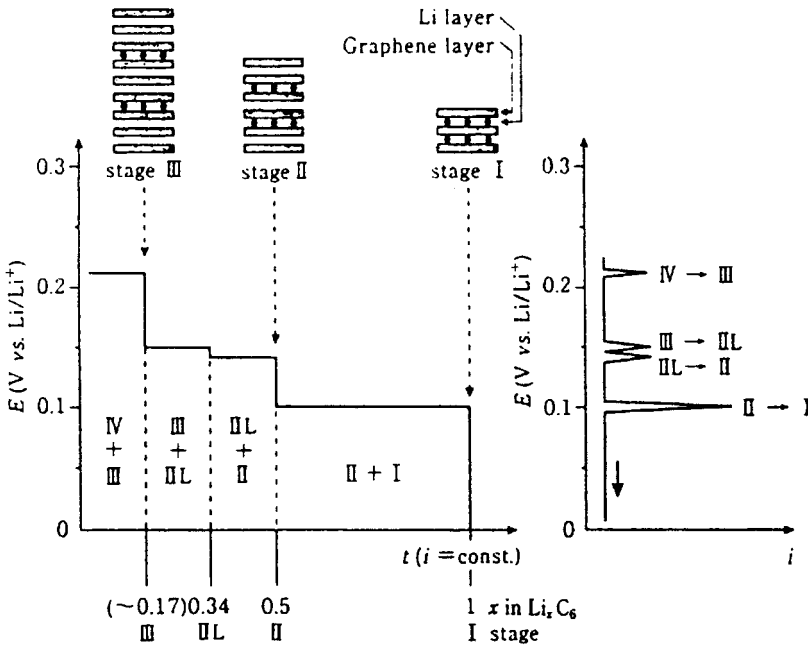 Li layer
Graphene layer
stage Ⅲ
stage Ⅱ
stage Ⅰ
E (V vs. Li/Li⁺)
0.3
0.2
0.1
0
Ⅳ + Ⅲ
Ⅲ + ⅡL
ⅡL + Ⅱ
Ⅱ + Ⅰ
t (i = const.)
(~0.17) 0.34 0.5 1 x in LiₓC₆
Ⅲ ⅡL Ⅱ Ⅰ stage
E (V vs. Li/Li⁺)
0.3
0.2
0.1
0
Ⅳ → Ⅲ
Ⅲ → ⅡL
ⅡL → Ⅱ
Ⅱ → Ⅰ
i